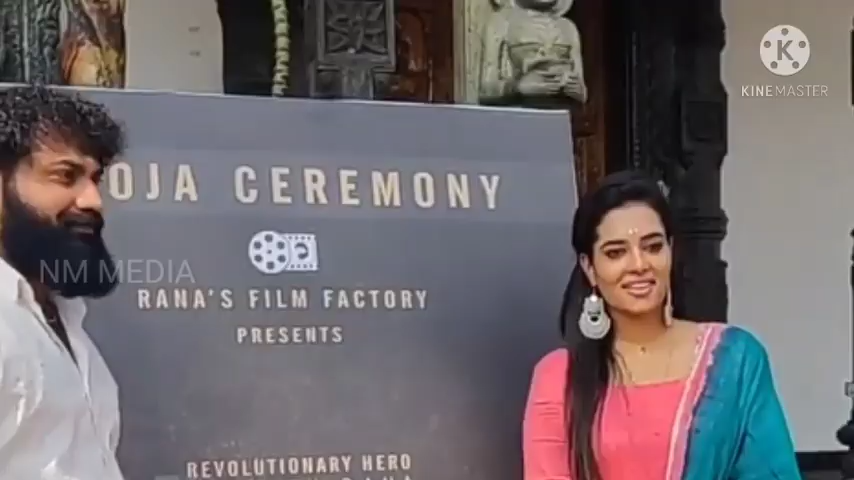 K
KINEMASTER
OJA CEREMONY
NM MEDIA
RANA'S FILM FACTORY
PRESENTS
REVOLUTIONARY HERO